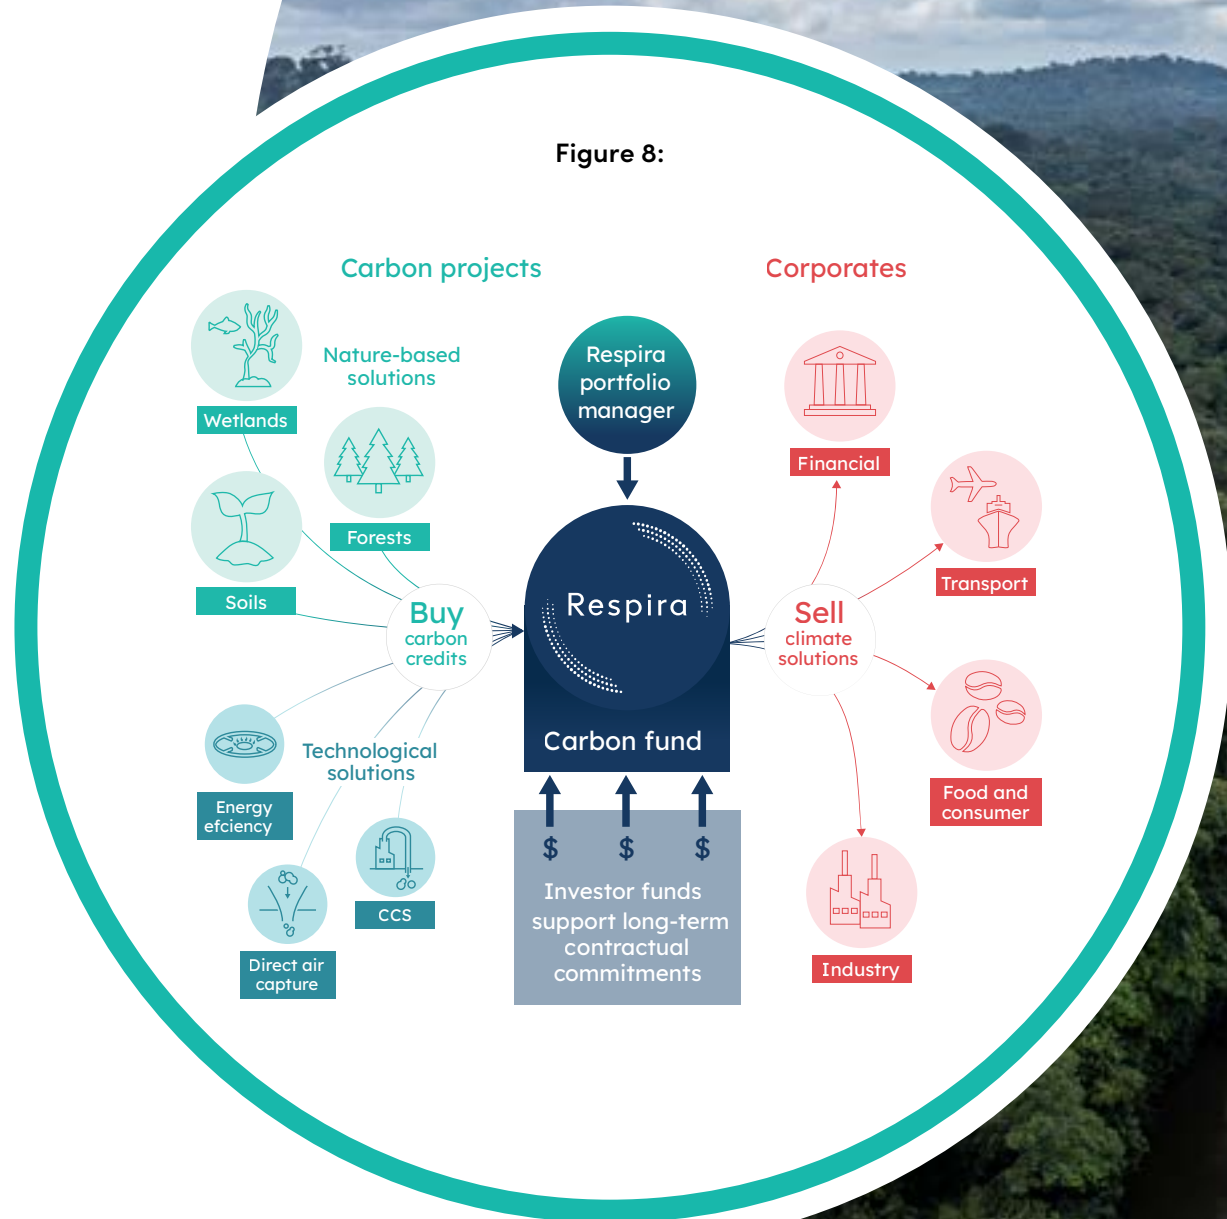 Figure 8:
Carbon projects
Corporates
Wetlands
Nature-based
solutions
Forests
Soils
Buy
carbon
credits
Energy
efciency
Technological
solutions
CCS
Direct air
capture
Respira
portfolio
manager
Respira
Carbon fund
$ $ $
Investor funds
support long-term
contractual
commitments
Sell
climate
solutions
Financial
Transport
Food and
consumer
Industry